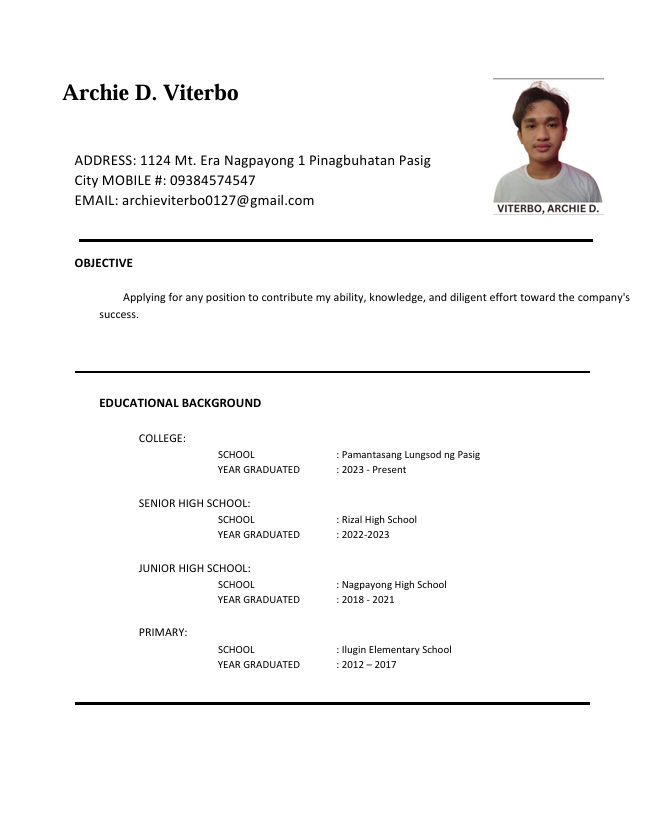 Archie D. Viterbo
ADDRESS: 1124 Mt. Era Nagpayong 1 Pinagbuhatan Pasig
City MOBILE #: 09384574547
EMAIL: archieviterbo0127@gmail.com
VITERBO, ARCHIE D.
OBJECTIVE
Applying for any position to contribute my ability, knowledge, and diligent effort toward the company's
success.
EDUCATIONAL BACKGROUND
COLLEGE:
SCHOOL : Pamantasang Lungsod ng Pasig
YEAR GRADUATED : 2023 - Present
SENIOR HIGH SCHOOL:
SCHOOL : Rizal High School
YEAR GRADUATED : 2022-2023
JUNIOR HIGH SCHOOL:
SCHOOL : Nagpayong High School
YEAR GRADUATED : 2018 - 2021
PRIMARY:
SCHOOL : Ilugin Elementary School
YEAR GRADUATED : 2012 – 2017